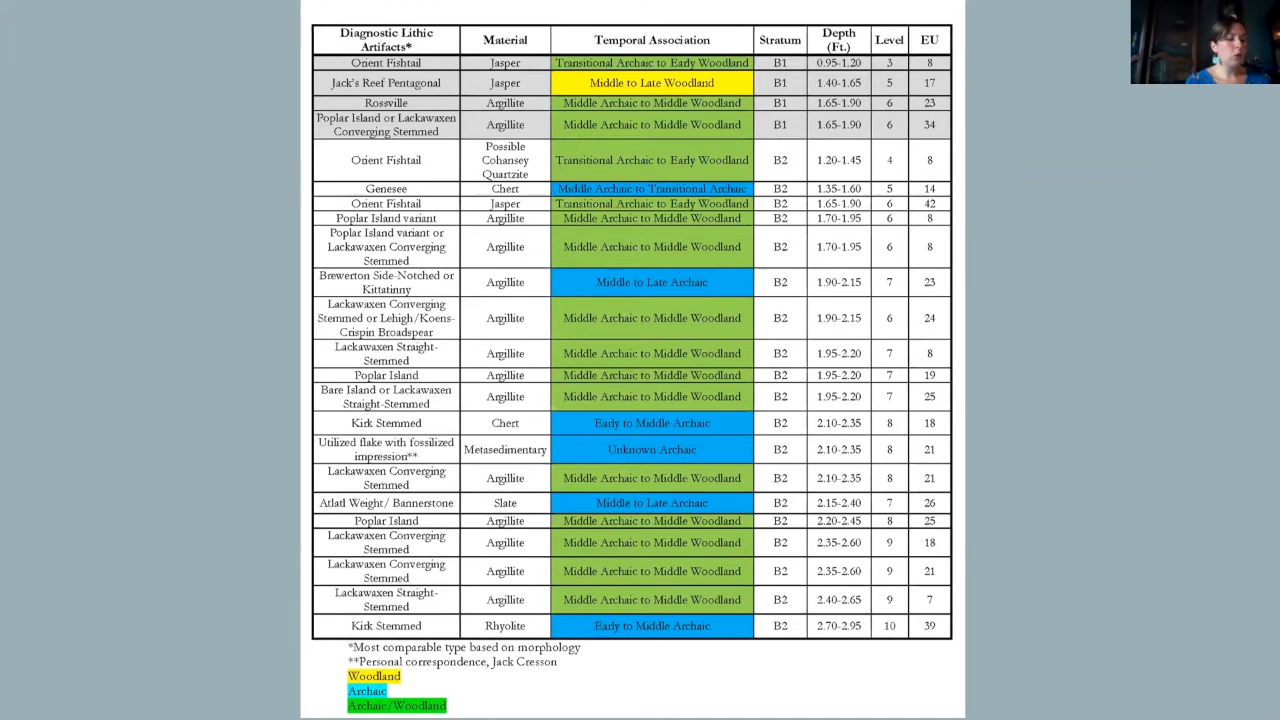 Diagnostic Lithic Artifacts* Material Temporal Association Stratum Depth (Ft.) Level EU
Orient Fishtail Jasper Transitional Archaic to Early Woodland B1 0.95-1.20 3 8
Jack's Reef Pentagonal Jasper Middle to Late Woodland B1 1.40-1.65 5 17
Rossville Argillite Middle Archaic to Middle Woodland B1 1.65-1.90 6 23
Poplar Island or Lackawaxen Converging Stemmed Argillite Middle Archaic to Middle Woodland B1 1.65-1.90 6 34
Orient Fishtail Possible Cohansey Quartzite Transitional Archaic to Early Woodland B2 1.20-1.45 4 8
Genesee Chert Middle Archaic to Transitional Archaic B2 1.35-1.60 5 14
Orient Fishtail Jasper Transitional Archaic to Early Woodland B2 1.65-1.90 6 42
Poplar Island variant Argillite Middle Archaic to Middle Woodland B2 1.70-1.95 6 8
Poplar Island variant or Lackawaxen Converging Stemmed Argillite Middle Archaic to Middle Woodland B2 1.70-1.95 6 8
Brewerton Side-Notched or Kittatinny Argillite Middle to Late Archaic B2 1.90-2.15 7 23
Lackawaxen Converging Stemmed or Lehigh/Koens-Crispin Broadspear Argillite Middle Archaic to Middle Woodland B2 1.90-2.15 6 24
Lackawaxen Straight-Stemmed Argillite Middle Archaic to Middle Woodland B2 1.95-2.20 7 8
Poplar Island Argillite Middle Archaic to Middle Woodland B2 1.95-2.20 7 19
Bare Island or Lackawaxen Straight-Stemmed Argillite Middle Archaic to Middle Woodland B2 1.95-2.20 7 25
Kirk Stemmed Chert Early to Middle Archaic B2 2.10-2.35 8 18
Utilized flake with fossilized impression** Metasedimentary Unknown Archaic B2 2.10-2.35 8 21
Lackawaxen Converging Stemmed Argillite Middle Archaic to Middle Woodland B2 2.10-2.35 8 21
Atlatl Weight/ Bannerstone Slate Middle to Late Archaic B2 2.15-2.40 7 26
Poplar Island Argillite Middle Archaic to Middle Woodland B2 2.20-2.45 8 25
Lackawaxen Converging Stemmed Argillite Middle Archaic to Middle Woodland B2 2.35-2.60 9 18
Lackawaxen Converging Stemmed Argillite Middle Archaic to Middle Woodland B2 2.35-2.60 9 21
Lackawaxen Straight-Stemmed Argillite Middle Archaic to Middle Woodland B2 2.40-2.65 9 7
Kirk Stemmed Rhyolite Early to Middle Archaic B2 2.70-2.95 10 39
*Most comparable type based on morphology
**Personal correspondence, Jack Cresson
Woodland
Archaic
Archaic/Woodland